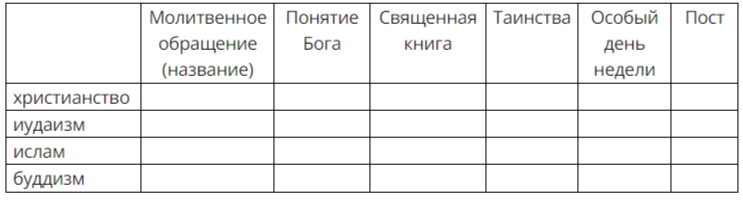 Молитвенное Понятие Священная Таинства Особый Пост
обращение Бога книга день
(название) недели
христианство
иудаизм
ислам
буддизм